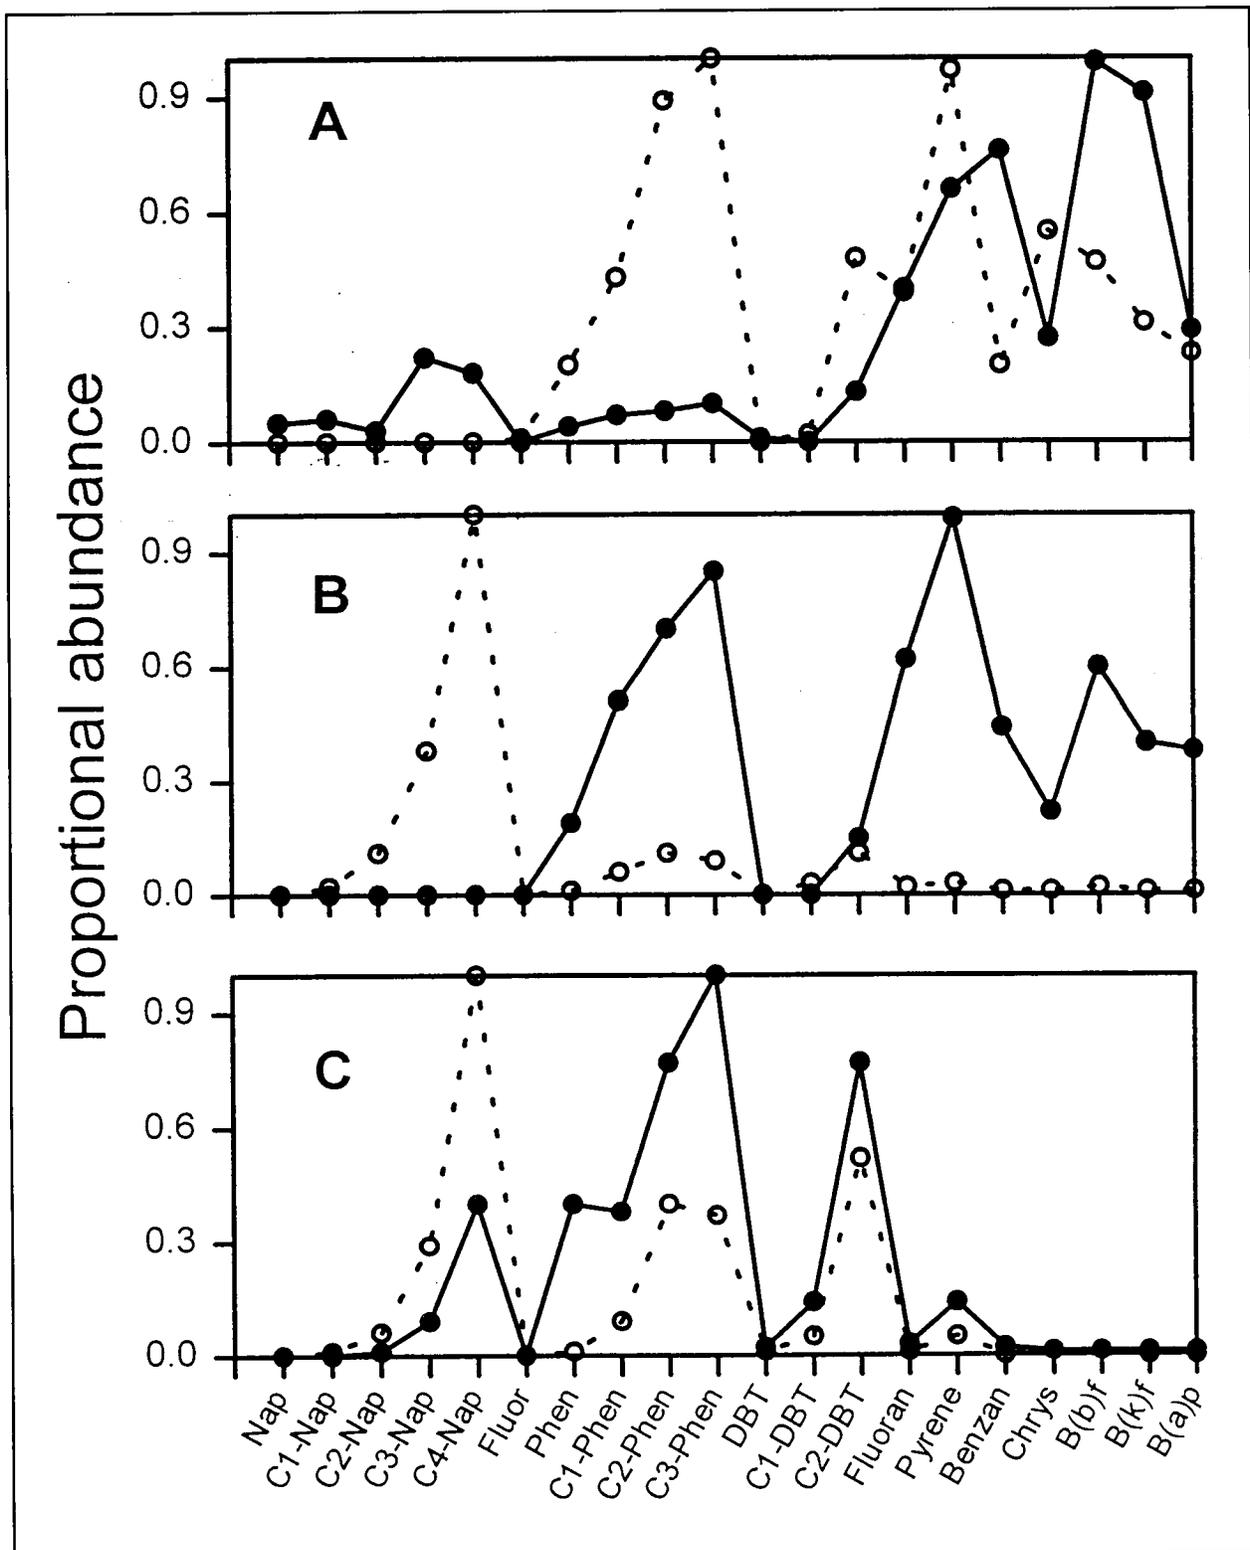 Proportional abundance
A
0.9
0.6
0.3
0.0
B
0.9
0.6
0.3
0.0
C
0.9
0.6
0.3
0.0
Nap
C1-Nap
C2-Nap
C3-Nap
C4-Nap
Fluor
Phen
C1-Phen
C2-Phen
C3-Phen
DBT
C1-DBT
C2-DBT
Fluoran
Pyrene
Benzan
Chrys
B(b)f
B(k)f
B(a)p